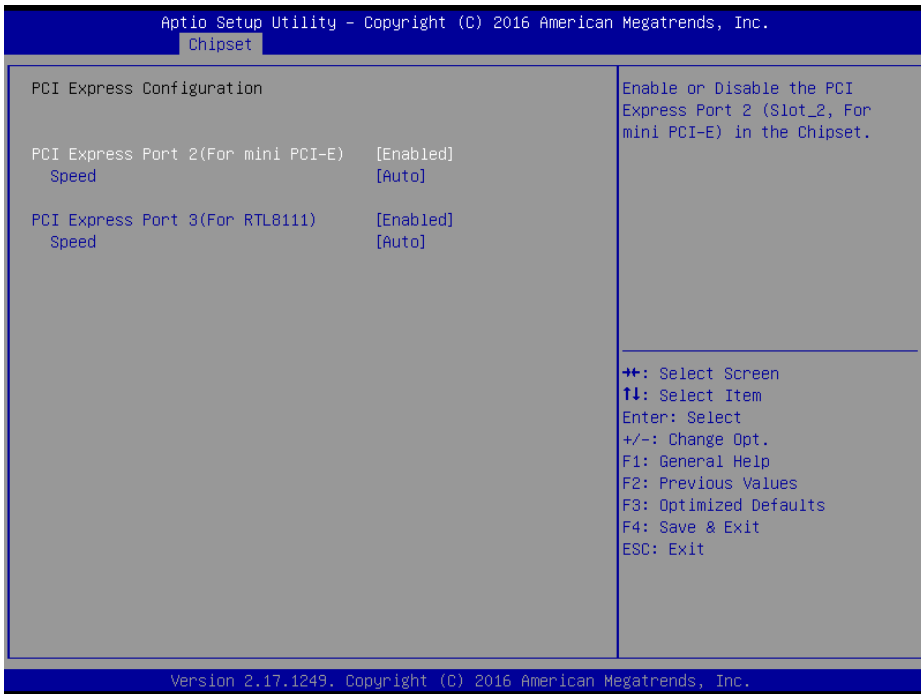 Aptio Setup Utility – Copyright (C) 2016 American Megatrends, Inc.
Chipset
PCI Express Configuration
PCI Express Port 2(For mini PCI-E) [Enabled]
Speed [Auto]
PCI Express Port 3(For RTL8111) [Enabled]
Speed [Auto]
Enable or Disable the PCI
Express Port 2 (Slot_2, For
mini PCI-E) in the Chipset.
→←: Select Screen
↑↓: Select Item
Enter: Select
+/-: Change Opt.
F1: General Help
F2: Previous Values
F3: Optimized Defaults
F4: Save & Exit
ESC: Exit
Version 2.17.1249. Copyright (C) 2016 American Megatrends, Inc.